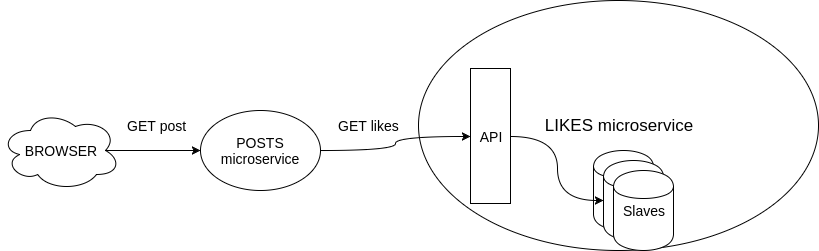 GET post
GET likes
LIKES microservice
BROWSER
POSTS
microservice
API
Slaves